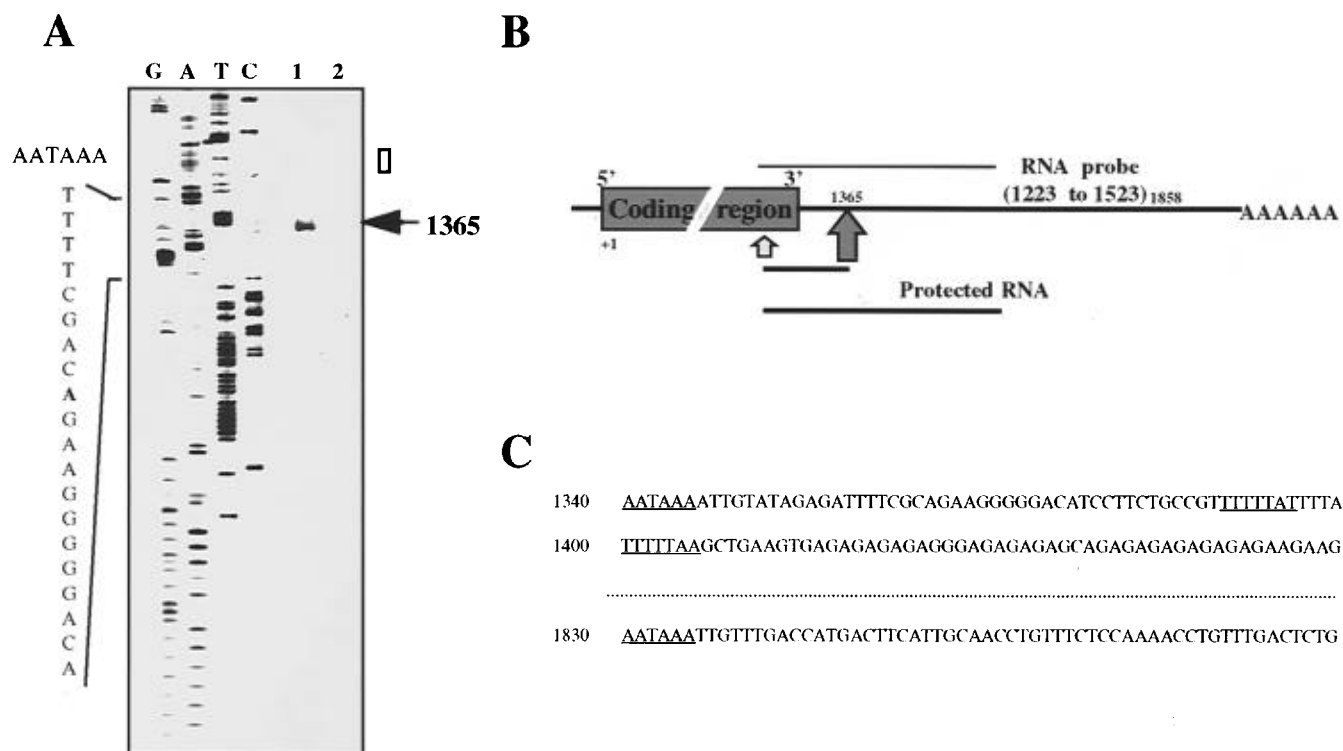 A
G A T C 1 2
AATAAA
T
T
T
T
C
G
A
C
A
G
A
A
G
G
G
G
G
A
C
A
1365
B
RNA probe
(1223 to 1523)
5' 3' 1365 1858
Coding region
AAAAAA
+1
Protected RNA
C
1340 AATAAAATTGTATAGAGATTTTCGCAGAAGGGGGACATCCTTCTGCCGTTTTTTATTTTA
1400 TTTTTAAGCTGAAGTGAGAGAGAGAGGGAGAGAGAGCAGAGAGAGAGAGAGAAGAAG
1830 AATAAATTGTTTGACCATGACTTCATTGCAACCTGTTTCTCCAAAACCTGTTTGACTCTG